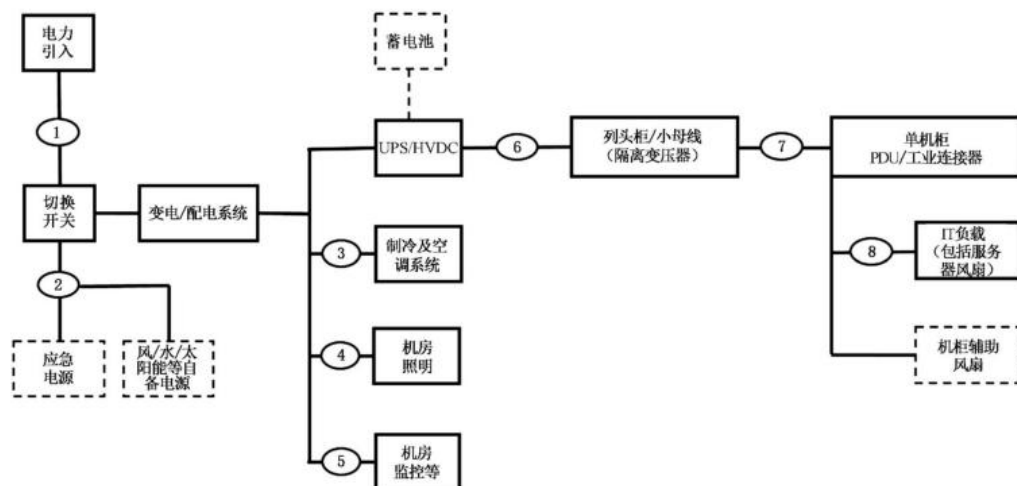 电力
引入
1
切换
开关
2
应急
电源
风/水/太
阳能等自
备电源
变电/配电系统
蓄电池
UPS/HVDC
3
制冷及空
调系统
4
机房
照明
5
机房
监控等
6
列头柜/小母线
（隔离变压器）
7
单机柜
PDU/工业连接器
8
IT负载
（包括服务
器风扇）
机柜辅助
风扇